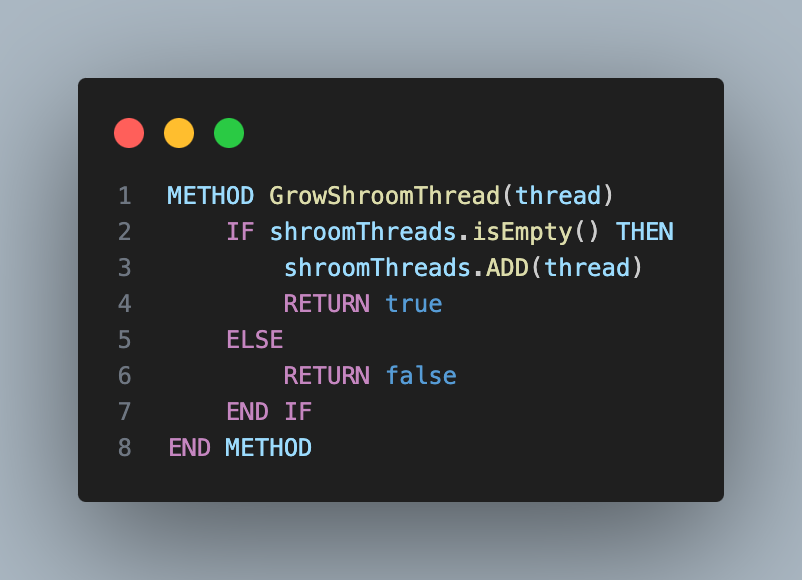 1 METHOD GrowShroomThread(thread)
2     IF shroomThreads.isEmpty() THEN
3         shroomThreads.ADD(thread)
4         RETURN true
5     ELSE
6         RETURN false
7     END IF
8 END METHOD